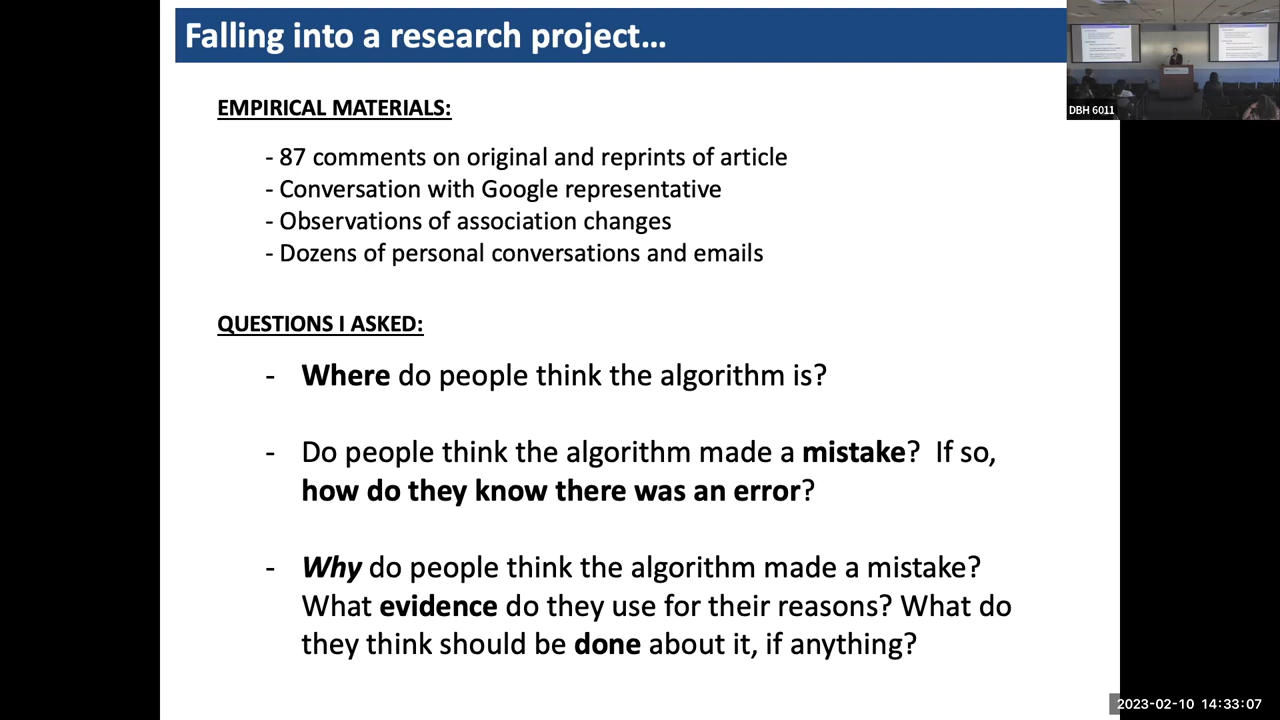 Falling into a research project...
EMPIRICAL MATERIALS:
- 87 comments on original and reprints of article
- Conversation with Google representative
- Observations of association changes
- Dozens of personal conversations and emails
QUESTIONS I ASKED:
- Where do people think the algorithm is?
- Do people think the algorithm made a mistake?  If so,
how do they know there was an error?
- Why do people think the algorithm made a mistake?
What evidence do they use for their reasons? What do
they think should be done about it, if anything?
DBH 6011
2023-02-10 14:33:07